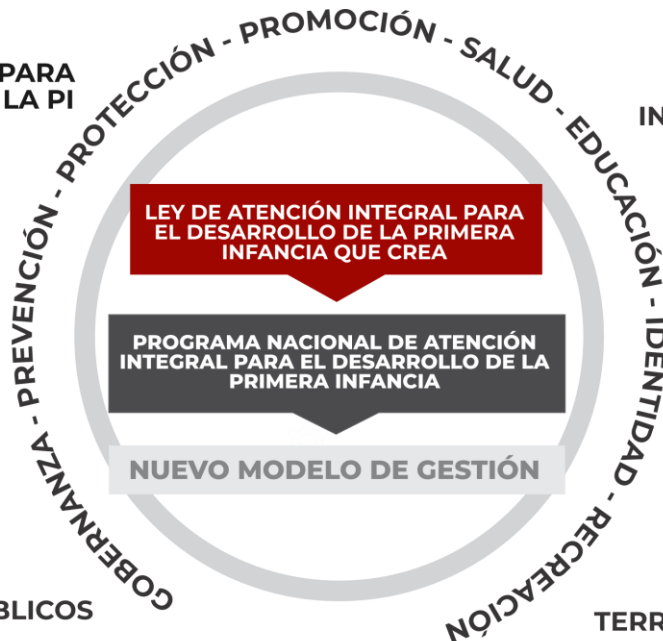 PARA
LA PI
GOBERNANZA - PREVENCIÓN - PROTECCIÓN - PROMOCIÓN - SALUD - EDUCACIÓN - IDENTIDAD - RECREACIÓN
IN
LEY DE ATENCIÓN INTEGRAL PARA
EL DESARROLLO DE LA PRIMERA
INFANCIA QUE CREA
PROGRAMA NACIONAL DE ATENCIÓN
INTEGRAL PARA EL DESARROLLO DE LA
PRIMERA INFANCIA
NUEVO MODELO DE GESTIÓN
BLICOS
TERR